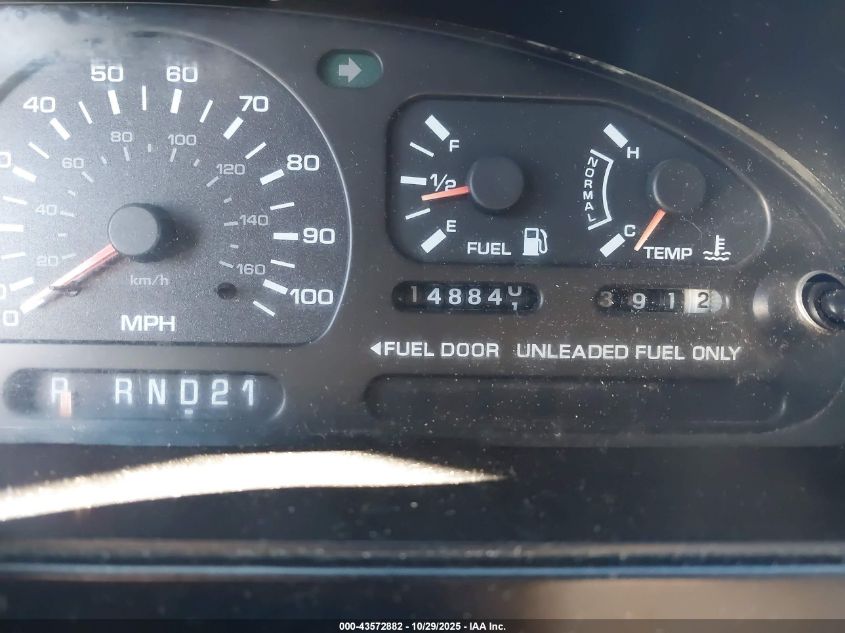 50 60
40 70
80
80 100
60 120
40 140
20 160
90
100
0
km/h
MPH
F
1/2
E
FUEL
H
NORMAL
C
TEMP
14884
3912
FUEL DOOR UNLEADED FUEL ONLY
P RND21
000-43572882 - 10/29/2025 - IAA Inc.